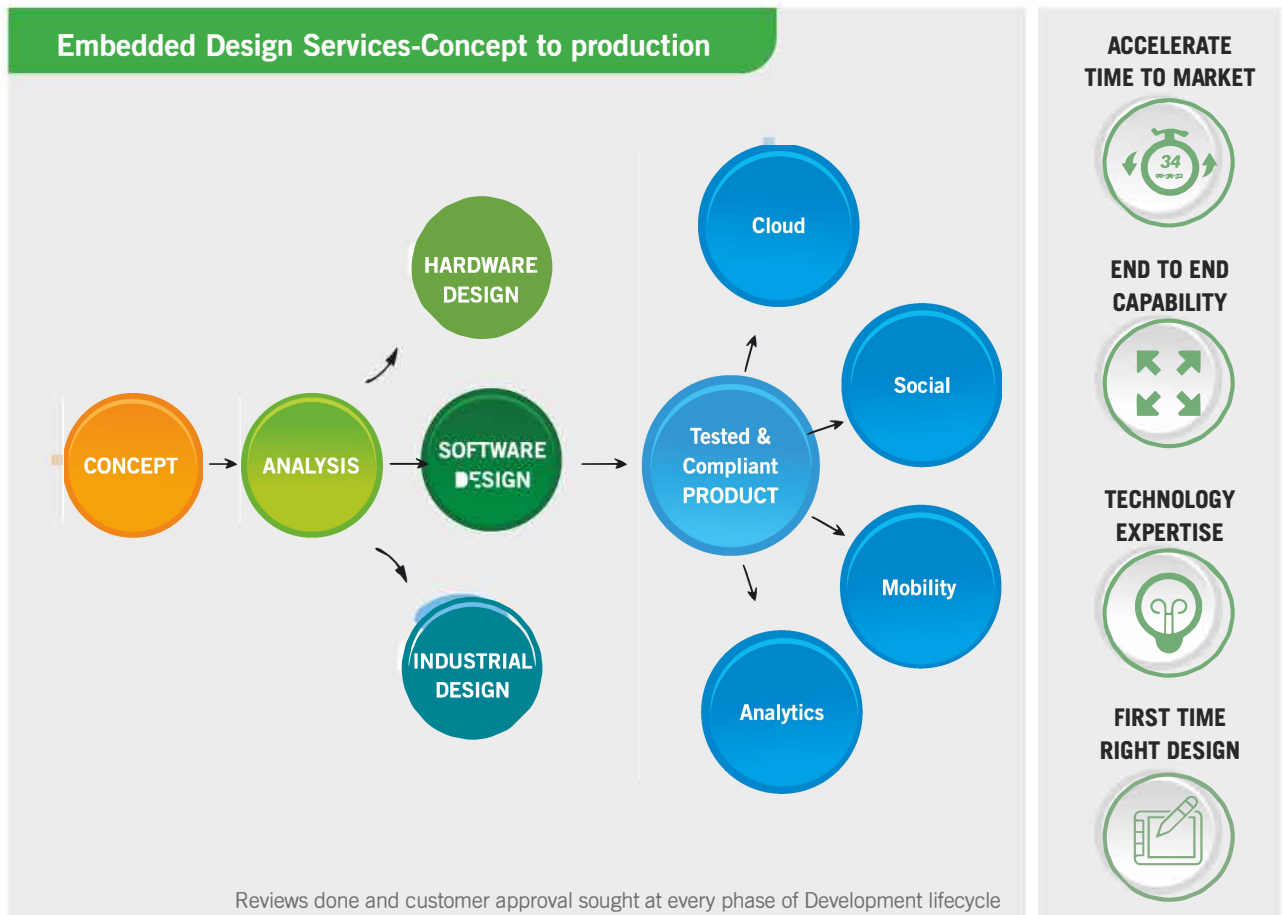 Embedded Design Services-Concept to production
CONCEPT
ANALYSIS
HARDWARE
DESIGN
SOFTWARE
DESIGN
INDUSTRIAL
DESIGN
Tested &
Compliant
PRODUCT
Cloud
Social
Mobility
Analytics
Reviews done and customer approval sought at every phase of Development lifecycle
ACCELERATE
TIME TO MARKET
34
END TO END
CAPABILITY
TECHNOLOGY
EXPERTISE
FIRST TIME
RIGHT DESIGN